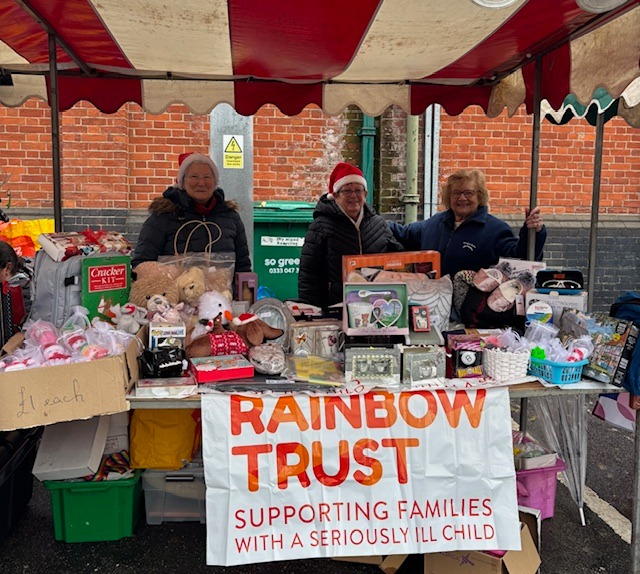 Danger
so green
0333 047
CRACKER
KIT
£1 each
RAINBOW
TRUST
SUPPORTING FAMILIES
WITH A SERIOUSLY ILL CHILD